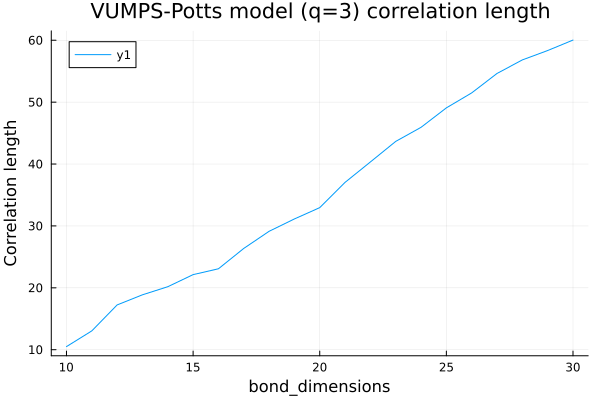 VUMPS-Potts model (q=3) correlation length
y1
60
50
40
30
20
10
Correlation length
10 15 20 25 30
bond_dimensions